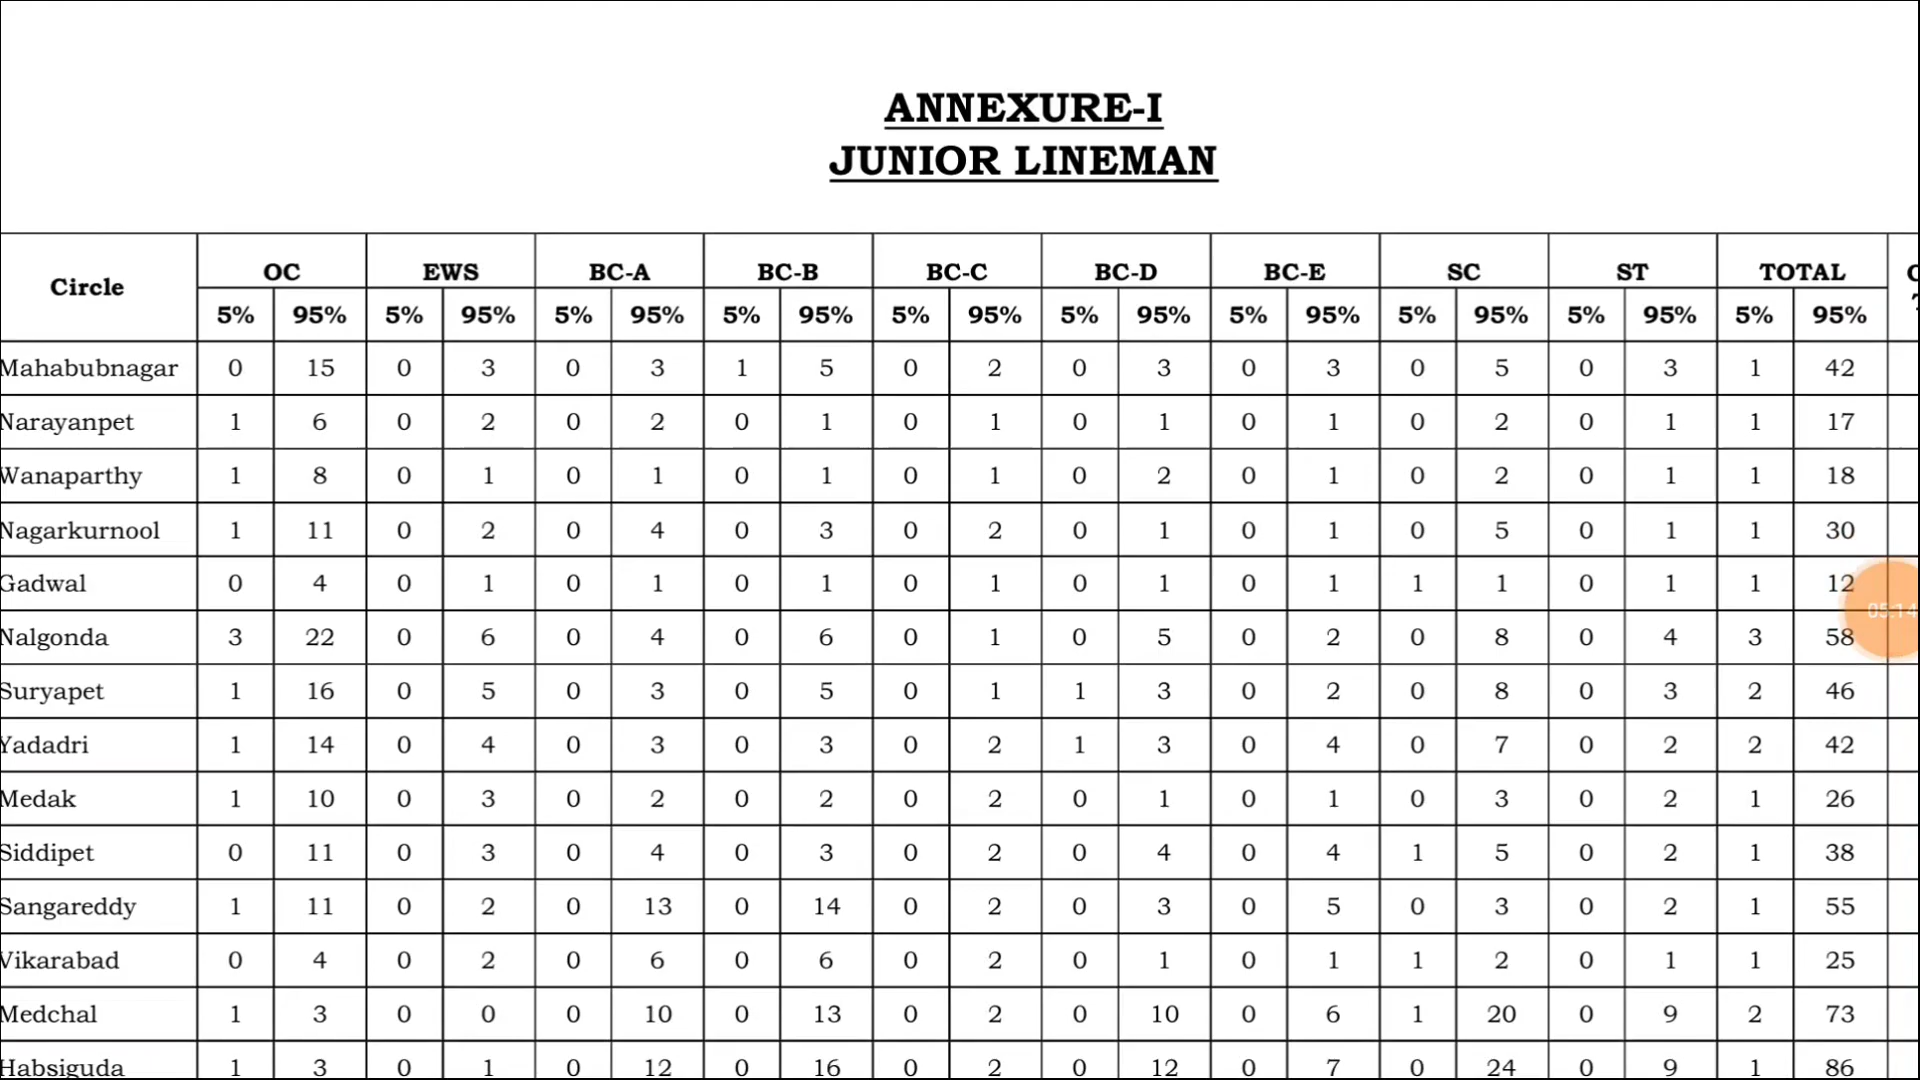 ANNEXURE-I
JUNIOR LINEMAN
Circle OC EWS BC-A BC-B BC-C BC-D BC-E SC ST TOTAL
5% 95% 5% 95% 5% 95% 5% 95% 5% 95% 5% 95% 5% 95% 5% 95% 5% 95% 5% 95%
Mahabubnagar 0 15 0 3 0 3 1 5 0 2 0 3 0 3 0 5 0 3 1 42
Narayanpet 1 6 0 2 0 2 0 1 0 1 0 1 0 1 0 2 0 1 1 17
Wanaparthy 1 8 0 1 0 1 0 1 0 1 0 2 0 1 0 2 0 1 1 18
Nagarkurnool 1 11 0 2 0 4 0 3 0 2 0 1 0 1 0 5 0 1 1 30
Gadwal 0 4 0 1 0 1 0 1 0 1 0 1 0 1 1 1 0 1 1 12
Nalgonda 3 22 0 6 0 4 0 6 0 1 0 5 0 2 0 8 0 4 3 58
Suryapet 1 16 0 5 0 3 0 5 0 1 1 3 0 2 0 8 0 3 2 46
Yadadri 1 14 0 4 0 3 0 3 0 2 1 3 0 4 0 7 0 2 2 42
Medak 1 10 0 3 0 2 0 2 0 2 0 1 0 1 0 3 0 2 1 26
Siddipet 0 11 0 3 0 4 0 3 0 2 0 4 0 4 1 5 0 2 1 38
Sangareddy 1 11 0 2 0 13 0 14 0 2 0 3 0 5 0 3 0 2 1 55
Vikarabad 0 4 0 2 0 6 0 6 0 2 0 1 0 1 1 2 0 1 1 25
Medchal 1 3 0 0 0 10 0 13 0 2 0 10 0 6 1 20 0 9 2 73
Habsiguda 1 3 0 1 0 12 0 16 0 2 0 12 0 7 0 24 0 9 1 86
05:14